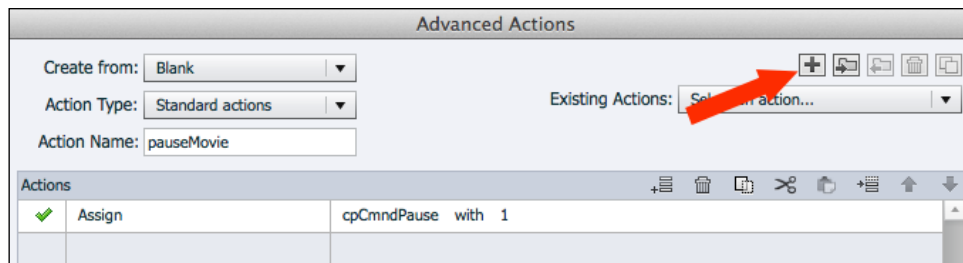 Advanced Actions
Create from: Blank
Action Type: Standard actions
Existing Actions: action...
Action Name: pauseMovie
Actions
Assign cpCmndPause with 1